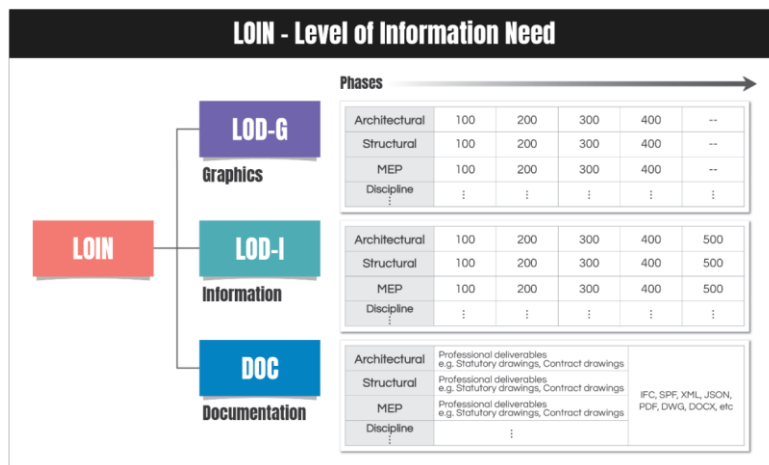 LOIN - Level of Information Need
Phases
LOD-G
Graphics
Architectural 100 200 300 400 --
Structural 100 200 300 400 --
MEP 100 200 300 400 --
Discipline ⋮ ⋮ ⋮ ⋮ ⋮
⋮
LOIN
LOD-I
Information
Architectural 100 200 300 400 500
Structural 100 200 300 400 500
MEP 100 200 300 400 500
Discipline ⋮ ⋮ ⋮ ⋮ ⋮
⋮
DOC
Documentation
Architectural
Professional deliverables
e.g. Statutory drawings, Contract drawings
Structural
Professional deliverables
e.g. Statutory drawings, Contract drawings
MEP
Professional deliverables
e.g. Statutory drawings, Contract drawings
Discipline ⋮
⋮
IFC, SPF, XML, JSON,
PDF, DWG, DOCX, etc